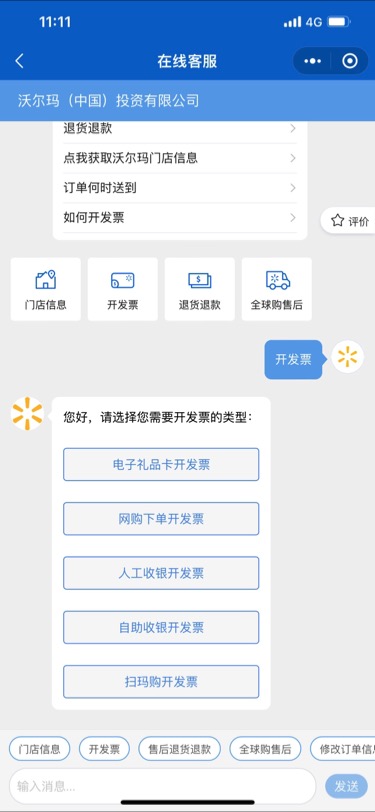 11:11
4G
在线客服
沃尔玛（中国）投资有限公司
退货退款
点我获取沃尔玛门店信息
订单何时送到
如何开发票
评价
门店信息
开发票
退货退款
全球购售后
开发票
您好，请选择您需要开发票的类型：
电子礼品卡开发票
网购下单开发票
人工收银开发票
自助收银开发票
扫玛购开发票
门店信息
开发票
售后退货退款
全球购售后
修改订单信息
输入消息...
发送